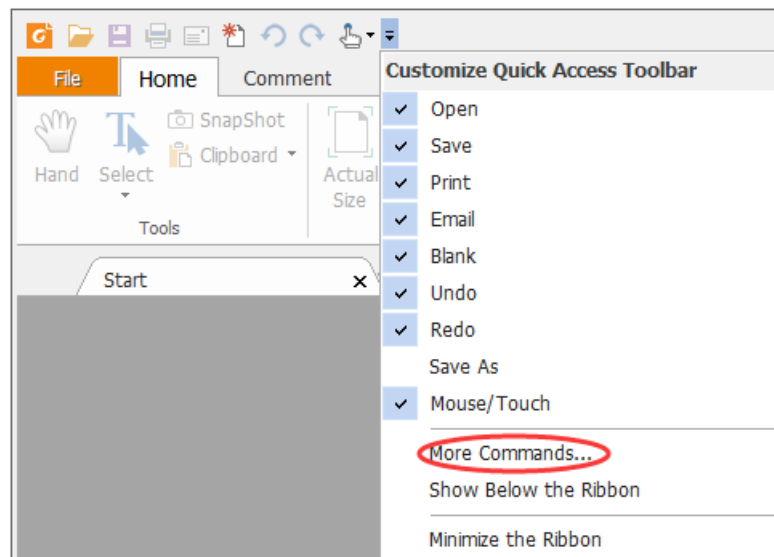 File
Home
Comment
Hand
Select
SnapShot
Clipboard
Actual
Size
Tools
Start
Customize Quick Access Toolbar
Open
Save
Print
Email
Blank
Undo
Redo
Save As
Mouse/Touch
More Commands...
Show Below the Ribbon
Minimize the Ribbon